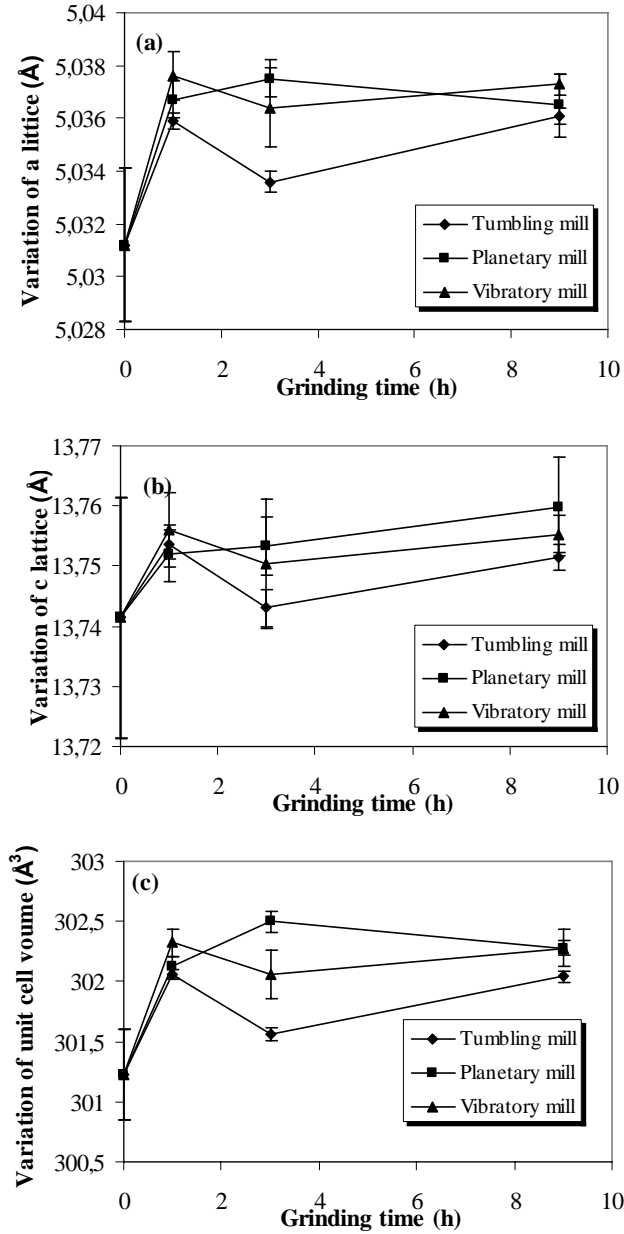 (a)
Variation of a littice (Å)
5,04
5,038
5,036
5,034
5,032
5,03
5,028
Tumbling mill
Planetary mill
Vibratory mill
0 2 4 6 8 10
Grinding time (h)
(b)
Variation of c lattice (Å)
13,77
13,76
13,75
13,74
13,73
13,72
Tumbling mill
Planetary mill
Vibratory mill
0 2 4 6 8 10
Grinding time (h)
(c)
Variation of unit cell voume (Å³)
303
302,5
302
301,5
301
300,5
Tumbling mill
Planetary mill
Vibratory mill
0 2 4 6 8 10
Grinding time (h)